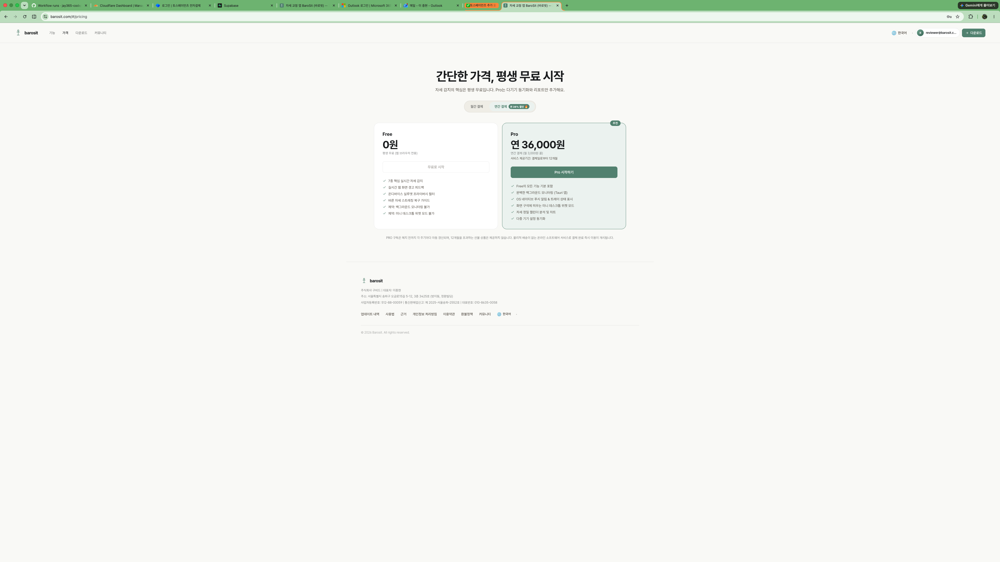 Workflow runs · jay365-code
Cloudflare Dashboard | Mana
로그인 | 토스페이먼츠 전자결제
Supabase
자세 교정 앱 BaroSit (바로씻) —
Outlook 로그인 | Microsoft 365
메일 - 이 종현 - Outlook
토스페이먼츠 추가
자세 교정 앱 BaroSit (바로씻) —
Gemini에게 물어보기
barosit.com/#/pricing
barosit
기능
가격
다운로드
커뮤니티
한국어
R
reviewer@barosit.c...
다운로드
간단한 가격, 평생 무료 시작
자세 감지의 핵심은 평생 무료입니다. Pro는 다기기 동기화와 리포트만 추가해요.
월간 결제
연간 결제
연 38% 할인 🔥
Free
0원
평생 무료 (웹 브라우저 전용)
무료로 시작
7종 핵심 실시간 자세 감지
실시간 웹 화면 경고 피드백
온디바이스 실루엣 프라이버시 필터
바른 자세 스트레칭 복구 가이드
제약: 백그라운드 모니터링 불가
제약: 미니 데스크톱 위젯 모드 불가
추천
Pro
연 36,000원
연간 결제 (월 3,000원 꼴)
서비스 제공기간: 결제일로부터 12개월
Pro 시작하기
Free의 모든 기능 기본 포함
완벽한 백그라운드 모니터링 (Tauri 앱)
OS 네이티브 푸시 알림 & 트레이 상태 표시
화면 구석에 띄우는 미니 데스크톱 위젯 모드
자세 정밀 캘린더 분석 및 차트
다중 기기 설정 동기화
PRO 구독은 해지 전까지 각 주기마다 자동 갱신되며, 12개월을 초과하는 선불 상품은 제공하지 않습니다. 물리적 배송이 없는 온라인 소프트웨어 서비스로 결제 완료 즉시 이용이 개시됩니다.
barosit
주식회사 구비드 | 대표자: 이종현
주소: 서울특별시 송파구 오금로15길 5-12, 3층 3425호 (방이동, 청환빌딩)
사업자등록번호: 512-88-00059 | 통신판매업신고: 제 2025-서울송파-2552호 | 대표번호: 010-8635-0058
업데이트 내역
사용법
근거
개인정보 처리방침
이용약관
환불정책
커뮤니티
한국어
© 2026 Barosit. All rights reserved.